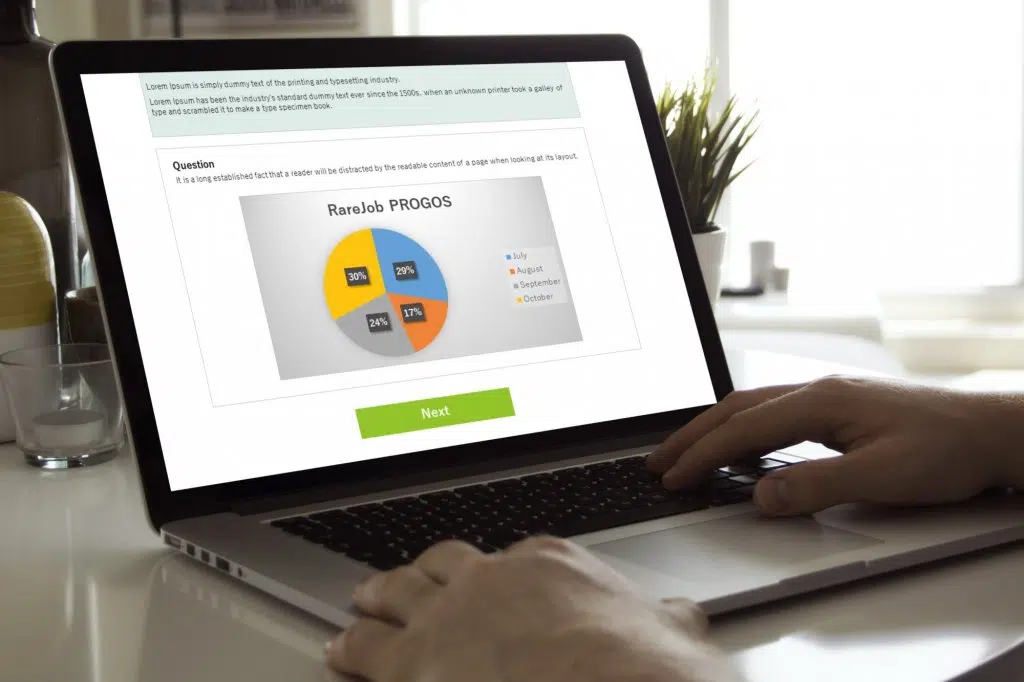 Lorem Ipsum is simply dummy text of the printing and typesetting industry.
Lorem Ipsum has been the industry's standard dummy text ever since the 1500s, when an unknown printer took a galley of
type and scrambled it to make a type specimen book.
Question
It is a long established fact that a reader will be distracted by the readable content of a page when looking at its layout.
RareJob PROGOS
30%
29%
24%
17%
July
August
September
October
Next